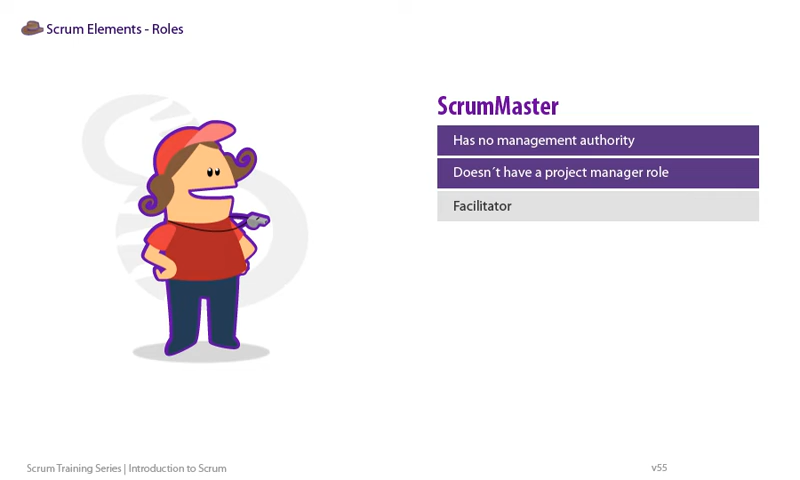 Scrum Elements - Roles
ScrumMaster
Has no management authority
Doesn´t have a project manager role
Facilitator
Scrum Training Series | Introduction to Scrum
v55